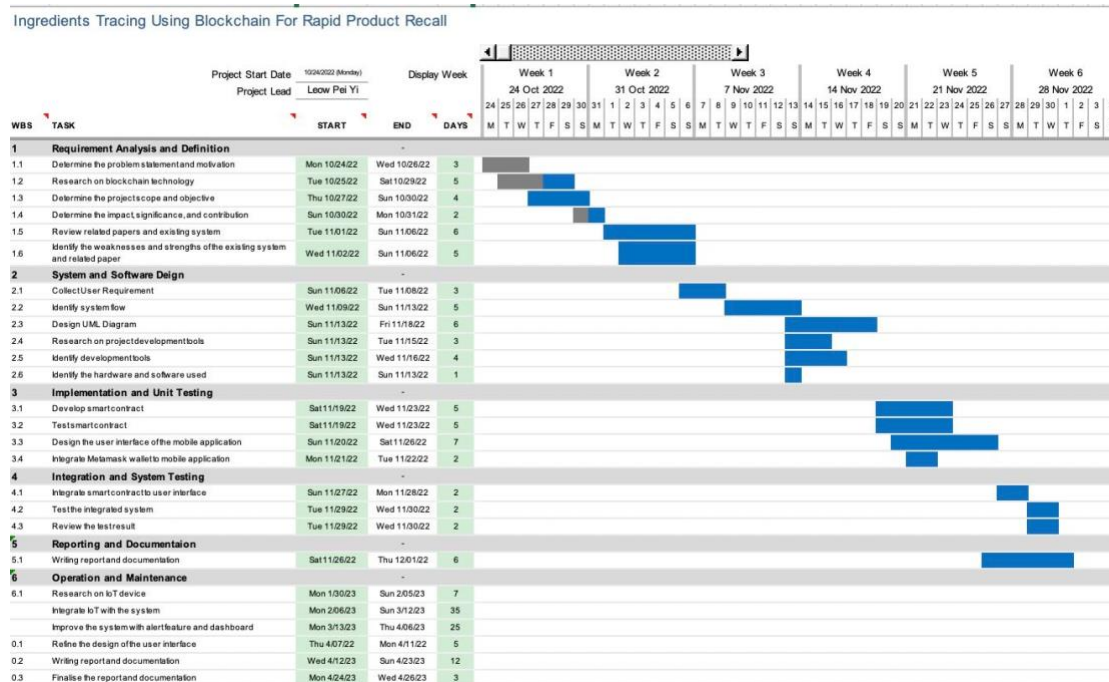 Ingredients Tracing Using Blockchain For Rapid Product Recall
Project Start Date 10/24/2022 (Monday) Display Week Week 1 Week 2 Week 3 Week 4 Week 5 Week 6
Project Lead Leow Pei Yi 24 Oct 2022 31 Oct 2022 7 Nov 2022 14 Nov 2022 21 Nov 2022 28 Nov 2022
24 25 26 27 28 29 30 31 1 2 3 4 5 6 7 8 9 10 11 12 13 14 15 16 17 18 19 20 21 22 23 24 25 26 27 28 29 30 1 2 3
WBS TASK START END DAYS M T W T F S S M T W T F S S M T W T F S S M T W T F S S M T W T F S S M T W T F S
1 Requirement Analysis and Definition -
1.1 Determine the problem statement and motivation Mon 10/24/22 Wed 10/26/22 3
1.2 Research on blockchain technology Tue 10/25/22 Sat 10/29/22 5
1.3 Determine the project scope and objective Thu 10/27/22 Sun 10/30/22 4
1.4 Determine the impact, significance, and contribution Sun 10/30/22 Mon 10/31/22 2
1.5 Review related papers and existing system Tue 11/01/22 Sun 11/06/22 6
1.6 Identify the weaknesses and strengths of the existing system Wed 11/02/22 Sun 11/06/22 5
and related paper
2 System and Software Deign -
2.1 Collect User Requirement Sun 11/06/22 Tue 11/08/22 3
2.2 Identify system flow Wed 11/09/22 Sun 11/13/22 5
2.3 Design UML Diagram Sun 11/13/22 Fri 11/18/22 6
2.4 Research on project development tools Sun 11/13/22 Tue 11/15/22 3
2.5 Identify development tools Sun 11/13/22 Wed 11/16/22 4
2.6 Identify the hardware and software used Sun 11/13/22 Sun 11/13/22 1
3 Implementation and Unit Testing -
3.1 Develop smart contract Sat 11/19/22 Wed 11/23/22 5
3.2 Test smart contract Sat 11/19/22 Wed 11/23/22 5
3.3 Design the user interface of the mobile application Sun 11/20/22 Sat 11/26/22 7
3.4 Integrate Metamask wallet to mobile application Mon 11/21/22 Tue 11/22/22 2
4 Integration and System Testing -
4.1 Integrate smart contract to user interface Sun 11/27/22 Mon 11/28/22 2
4.2 Test the integrated system Tue 11/29/22 Wed 11/30/22 2
4.3 Review the test result Tue 11/29/22 Wed 11/30/22 2
5 Reporting and Documentaion -
5.1 Writing report and documentation Sat 11/26/22 Thu 12/01/22 6
6 Operation and Maintenance -
6.1 Research on IoT device Mon 1/30/23 Sun 2/05/23 7
Integrate IoT with the system Mon 2/06/23 Sun 3/12/23 35
Improve the system with alert feature and dashboard Mon 3/13/23 Thu 4/06/23 25
0.1 Refine the design of the user interface Thu 4/07/22 Mon 4/11/22 5
0.2 Writing report and documentation Wed 4/12/23 Sun 4/23/23 12
0.3 Finalise the report and documentation Mon 4/24/23 Wed 4/26/23 3